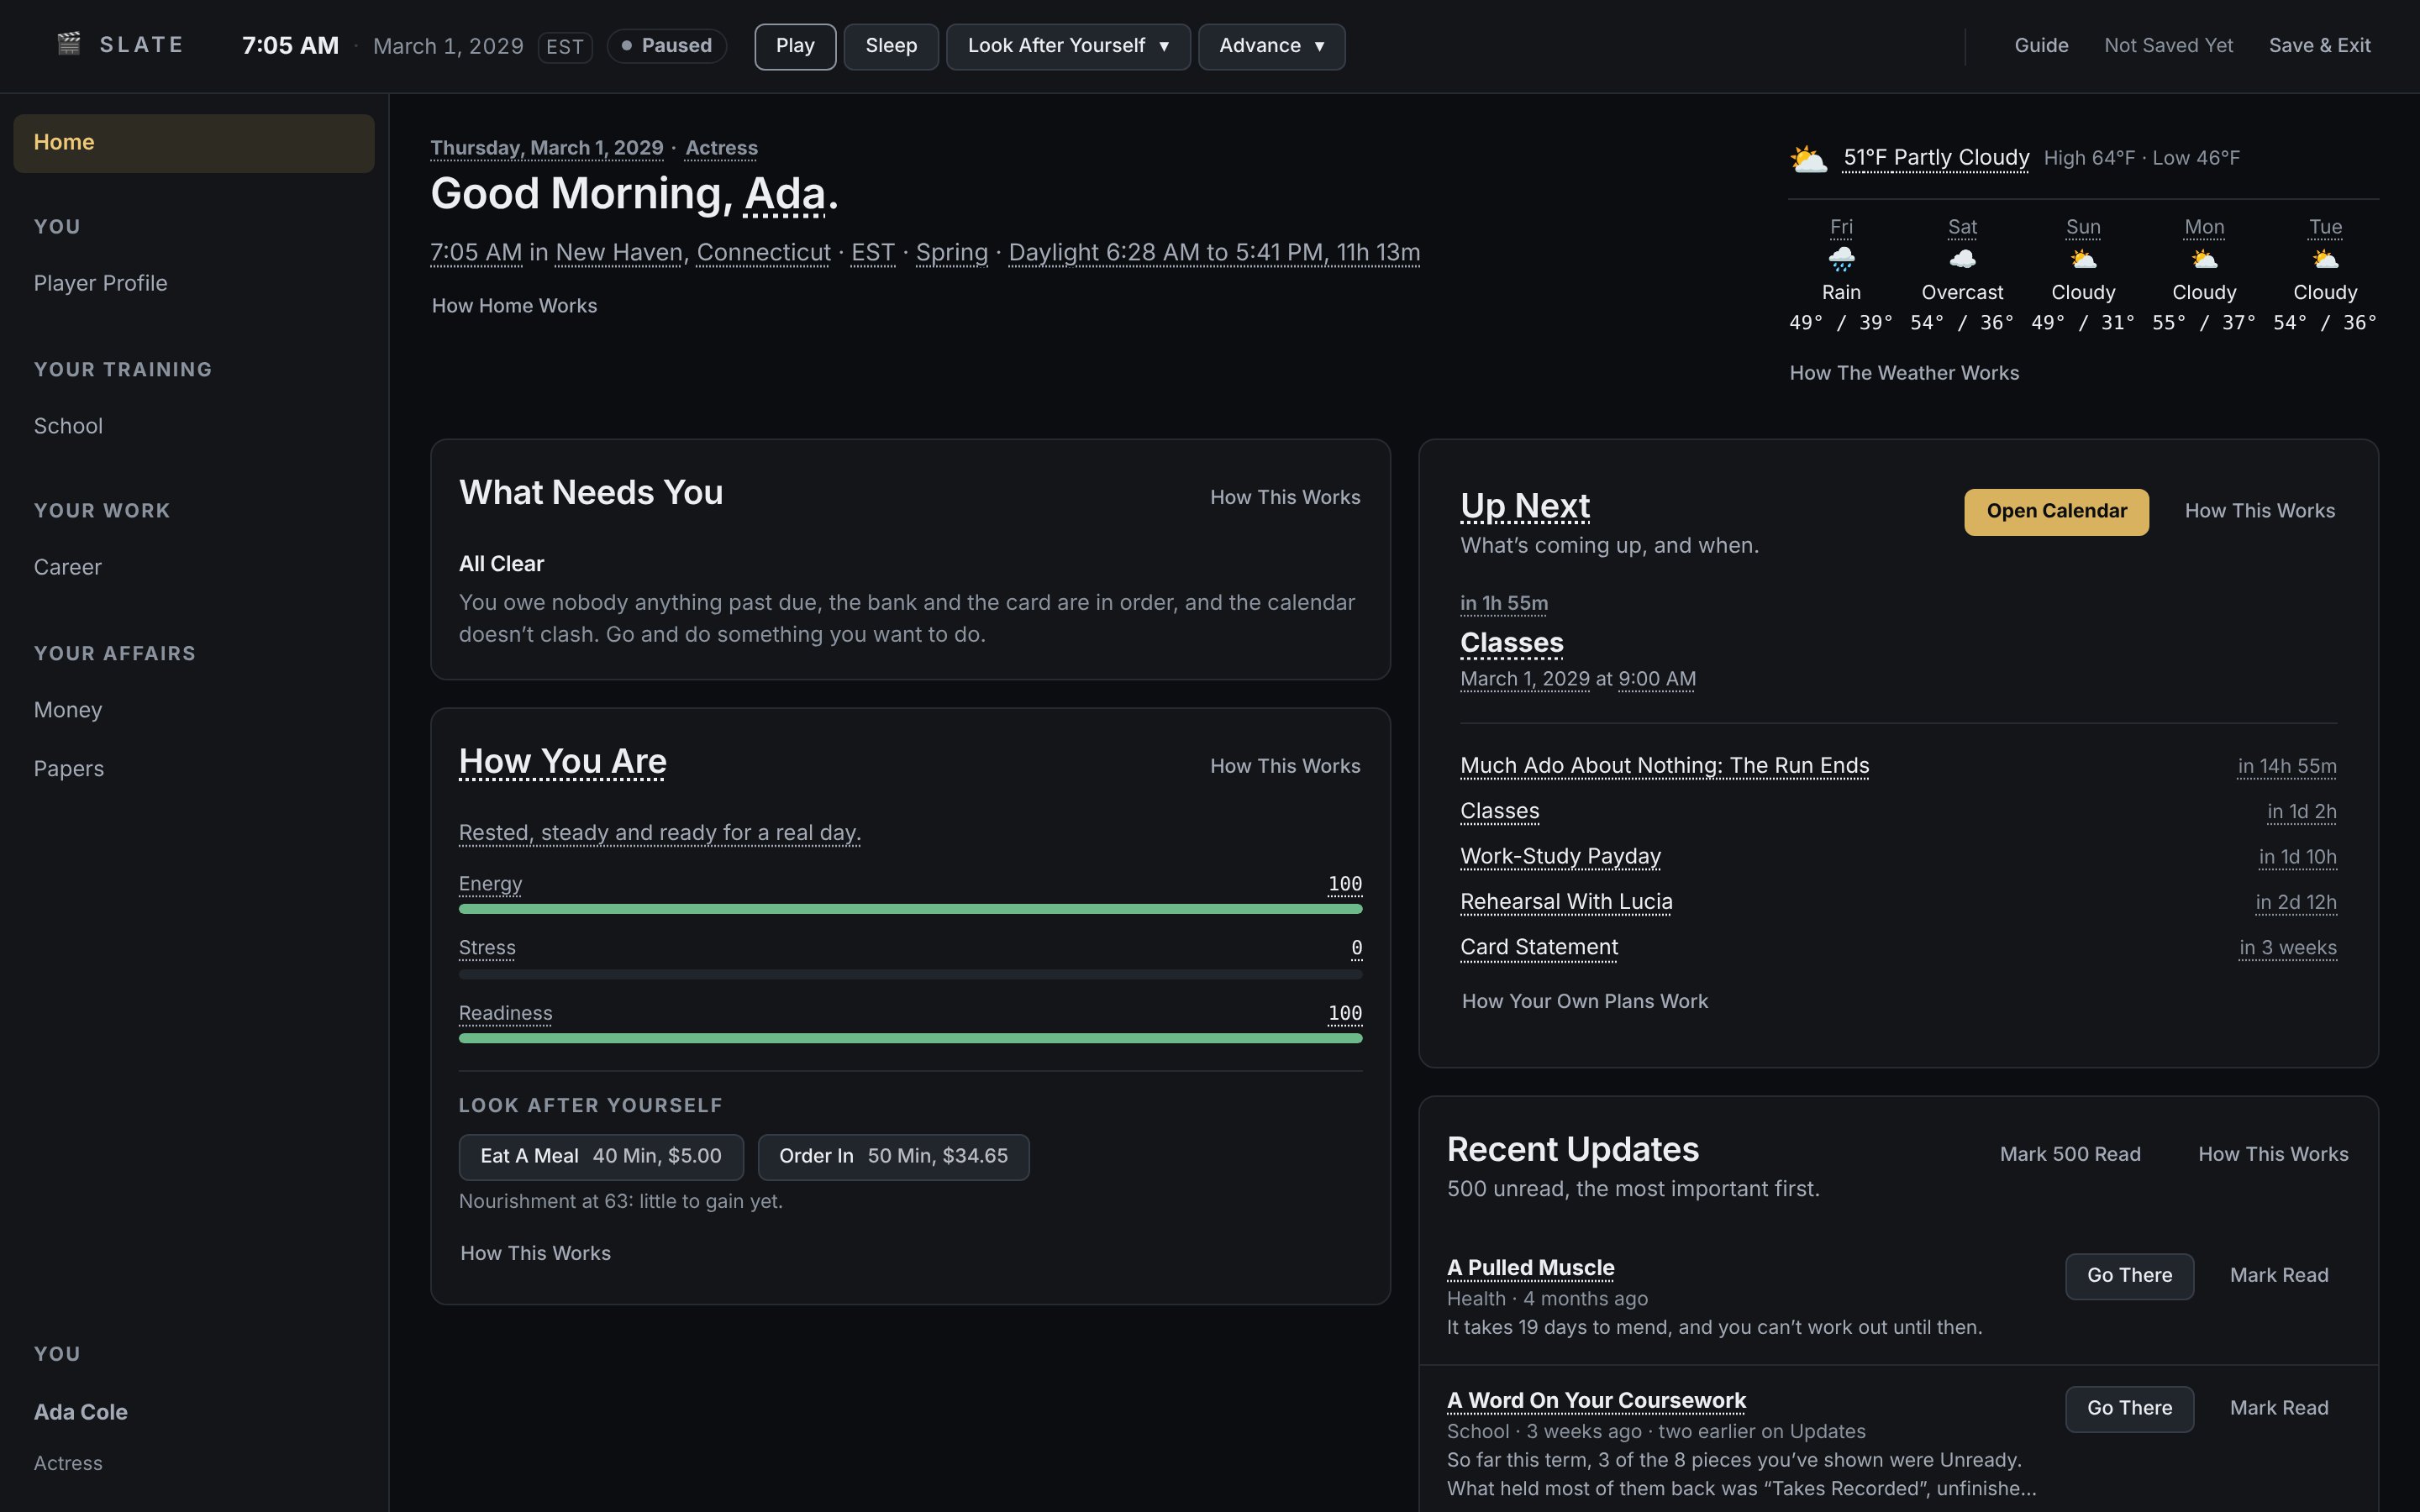 SLATE
7:05 AM · March 1, 2029 EST Paused
Play Sleep Look After Yourself ▼ Advance ▼
Guide Not Saved Yet Save & Exit
Home
YOU
Player Profile
YOUR TRAINING
School
YOUR WORK
Career
YOUR AFFAIRS
Money
Papers
YOU
Ada Cole
Actress
Thursday, March 1, 2029 · Actress
Good Morning, Ada.
7:05 AM in New Haven, Connecticut · EST · Spring · Daylight 6:28 AM to 5:41 PM, 11h 13m
How Home Works
51°F Partly Cloudy High 64°F · Low 46°F
Fri Sat Sun Mon Tue
Rain Overcast Cloudy Cloudy Cloudy
49° / 39° 54° / 36° 49° / 31° 55° / 37° 54° / 36°
How The Weather Works
What Needs You How This Works
All Clear
You owe nobody anything past due, the bank and the card are in order, and the calendar
doesn’t clash. Go and do something you want to do.
How You Are How This Works
Rested, steady and ready for a real day.
Energy 100
Stress 0
Readiness 100
LOOK AFTER YOURSELF
Eat A Meal 40 Min, $5.00 Order In 50 Min, $34.65
Nourishment at 63: little to gain yet.
How This Works
Up Next Open Calendar How This Works
What’s coming up, and when.
in 1h 55m
Classes
March 1, 2029 at 9:00 AM
Much Ado About Nothing: The Run Ends in 14h 55m
Classes in 1d 2h
Work-Study Payday in 1d 10h
Rehearsal With Lucia in 2d 12h
Card Statement in 3 weeks
How Your Own Plans Work
Recent Updates Mark 500 Read How This Works
500 unread, the most important first.
A Pulled Muscle Go There Mark Read
Health · 4 months ago
It takes 19 days to mend, and you can’t work out until then.
A Word On Your Coursework Go There Mark Read
School · 3 weeks ago · two earlier on Updates
So far this term, 3 of the 8 pieces you’ve shown were Unready.
What held most of them back was “Takes Recorded”, unfinishe...